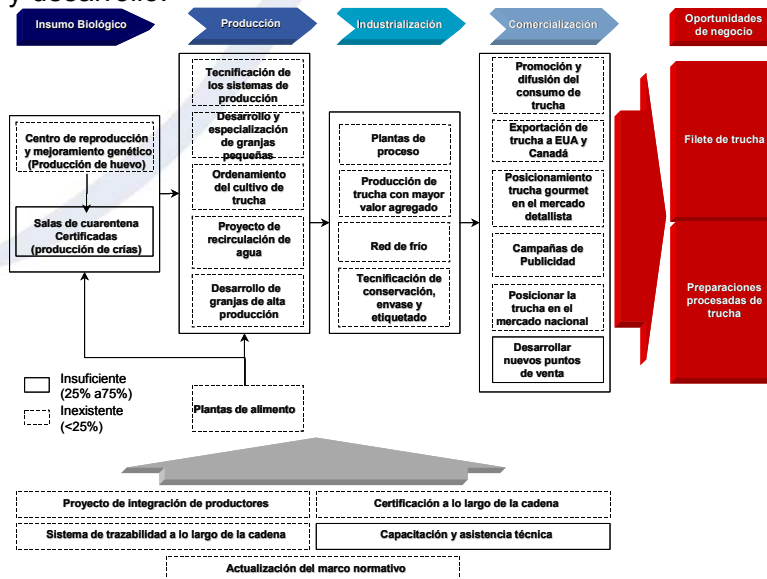 y desarrollo.
Insumo Biológico
Producción
Industrialización
Comercialización
Oportunidades
de negocio
Centro de reproducción
y mejoramiento genético
(Producción de huevo)
Salas de cuarentena
Certificadas
(producción de crías)
Tecnificación de
los sistemas de
producción
Desarrollo y
especialización
de granjas
pequeñas
Ordenamiento
del cultivo de
trucha
Proyecto de
recirculación de
agua
Desarrollo de
granjas de alta
producción
Plantas de
proceso
Producción de
trucha con mayor
valor agregado
Red de frío
Tecnificación de
conservación,
envase y
etiquetado
Promoción y
difusión del
consumo de
trucha
Exportación de
trucha a EUA y
Canadá
Posicionamiento
trucha gourmet
en el mercado
detallista
Campañas de
Publicidad
Posicionar la
trucha en el
mercado nacional
Desarrollar
nuevos puntos
de venta
Filete de trucha
Preparaciones
procesadas de
trucha
Insuficiente
(25% a75%)
Inexistente
(<25%)
Plantas de alimento
Proyecto de integración de productores
Certificación a lo largo de la cadena
Sistema de trazabilidad a lo largo de la cadena
Capacitación y asistencia técnica
Actualización del marco normativo